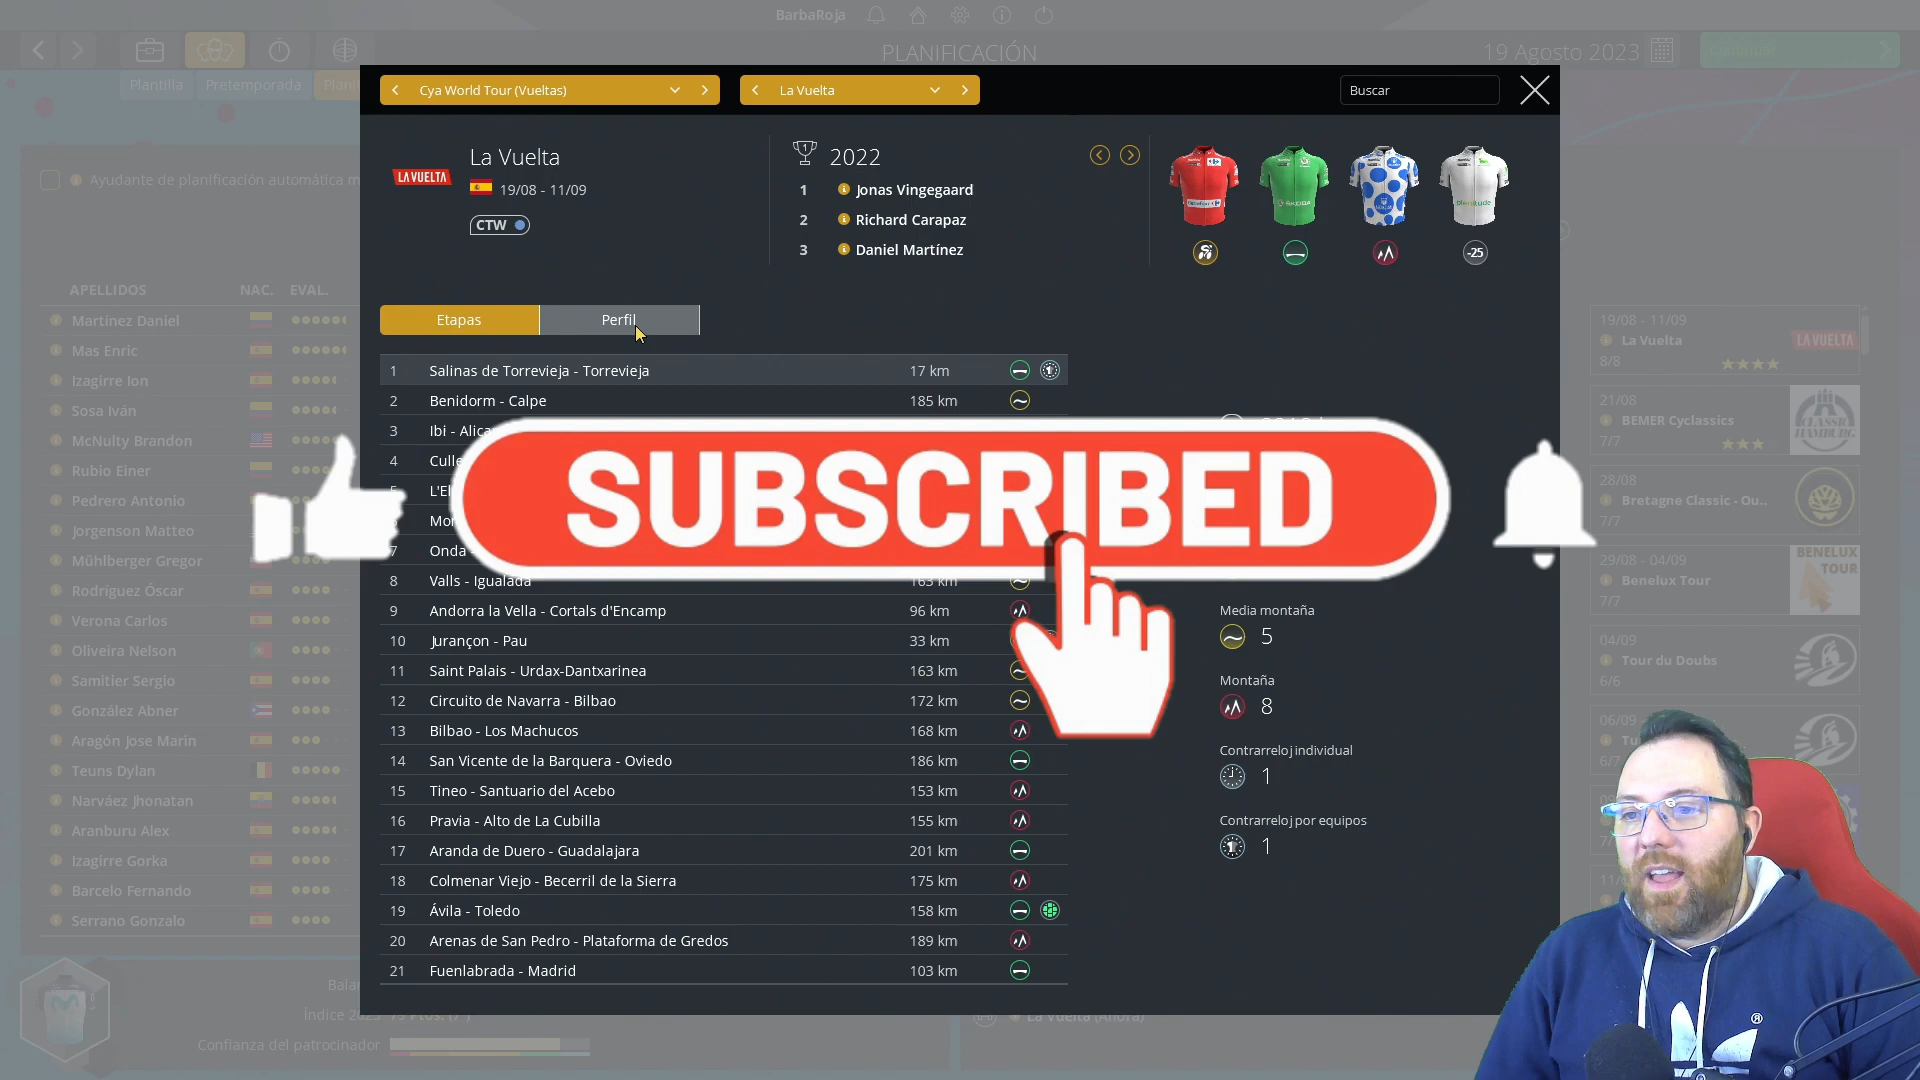 BarbaRoja
PLANIFICACIÓN
19 Agosto 2023
Plantilla
Pretemporada
Cya World Tour (Vueltas)
La Vuelta
Buscar
LA VUELTA
La Vuelta
19/08 - 11/09
CTW
2022
1 Jonas Vingegaard
2 Richard Carapaz
3 Daniel Martínez
-25
Ayudante de planificación automática
Etapas
Perfil
APELLIDOS NAC. EVAL.
Martínez Daniel
Mas Enric
Izagirre Ion
Sosa Iván
McNulty Brandon
Rubio Einer
Pedrero Antonio
Jorgenson Matteo
Mühlberger Gregor
Rodríguez Óscar
Verona Carlos
Oliveira Nelson
Samitier Sergio
González Abner
Aragón Jose Marin
Teuns Dylan
Narváez Jhonatan
Aranburu Alex
Izagirre Gorka
Barcelo Fernando
Serrano Gonzalo
1 Salinas de Torrevieja - Torrevieja 17 km
2 Benidorm - Calpe 185 km
3 Ibi -
4
5
6
7 Onda
8 Valls - Igualada 163 km
9 Andorra la Vella - Cortals d'Encamp 96 km
10 Jurançon - Pau 33 km
11 Saint Palais - Urdax-Dantxarinea 163 km
12 Circuito de Navarra - Bilbao 172 km
13 Bilbao - Los Machucos 168 km
14 San Vicente de la Barquera - Oviedo 186 km
15 Tineo - Santuario del Acebo 153 km
16 Pravia - Alto de La Cubilla 155 km
17 Aranda de Duero - Guadalajara 201 km
18 Colmenar Viejo - Becerril de la Sierra 175 km
19 Ávila - Toledo 158 km
20 Arenas de San Pedro - Plataforma de Gredos 189 km
21 Fuenlabrada - Madrid 103 km
SUBSCRIBED
Media montaña
5
Montaña
8
Contrarreloj individual
1
Contrarreloj por equipos
1
19/08 - 11/09
La Vuelta
8/8
LA VUELTA
21/08
BEMER Cyclassics
7/7
CLASSIC
HAMBURG
28/08
Bretagne Classic - Ou..
7/7
29/08 - 04/09
Benelux Tour
7/7
BENELUX
TOUR
04/09
Tour du Doubs
6/6
06/09
Índice
Confianza del patrocinador
La Vuelta (Ahora)